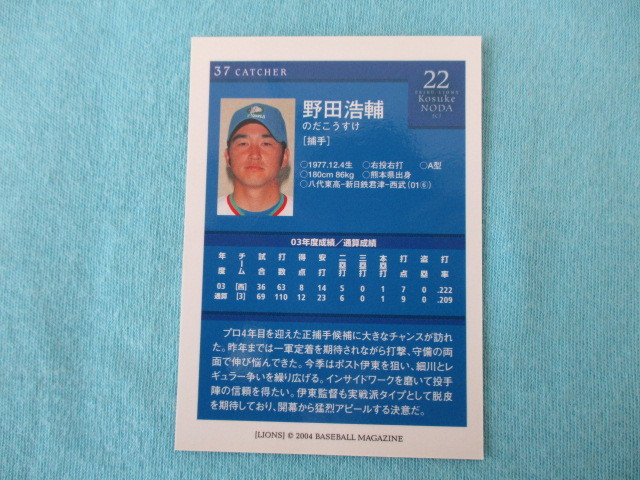 37 CATCHER
22
SEIBU LIONS
Kosuke
NODA
野田浩輔
のだこうすけ
[捕手]
○1977.12.4生 ○右投右打 ○A型
○180cm 86kg ○熊本県出身
○八代東高-新日鉄君津-西武(01⑥)
03年度成績/通算成績
年度 チーム 試合 打数 得点 安打 二塁打 三塁打 本塁打 打点 盗塁 打率
03 [西] 36 63 8 14 5 0 1 7 0 .222
通算 [3] 69 110 12 23 6 0 1 9 0 .209
プロ4年目を迎えた正捕手候補に大きなチャンスが訪れ
た。昨年までは一軍定着を期待されながら打撃、守備の両
面で伸び悩んできた。今季はポスト伊東を狙い、細川とレ
ギュラー争いを繰り広げる。インサイドワークを磨いて投手
陣の信頼を得たい。伊東監督も実戦派タイプとして脱皮
を期待しており、開幕から猛烈アピールする決意だ。
[LIONS] © 2004 BASEBALL MAGAZINE